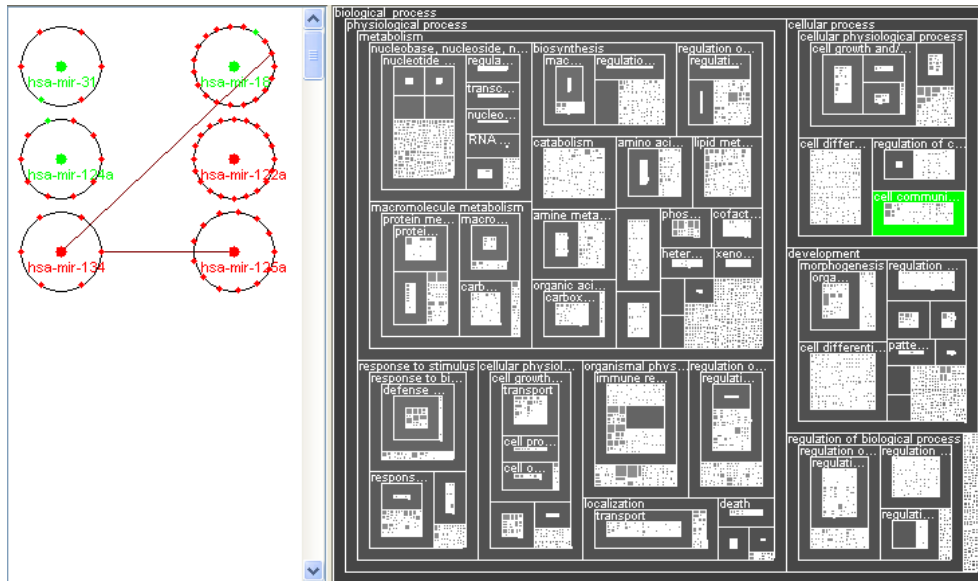 hsa-mir-31
hsa-mir-18
hsa-mir-124a
hsa-mir-122a
hsa-mir-134
hsa-mir-125a
biological_process
physiological process
metabolism
nucleobase, nucleoside, n...
nucleotide ...
regula...
transc...
nucleo...
RNA ...
biosynthesis
mac...
regulatio...
regulation o...
regulati...
catabolism
amino aci...
lipid met...
macromolecule metabolism
protein me...
protei...
macro...
carb...
amine meta...
phos...
cofact...
heter...
xeno...
organic aci...
carbox...
response to stimulus
response to bi...
defense ...
respons...
cellular physiol...
cell growth...
transport
cell pro...
cell o...
organismal phys...
immune re...
regulation o...
regulati...
localization
transport
death
cellular process
cellular physiological process
cell growth and/...
cell differ...
regulation of c...
cell communi...
development
morphogenesis
orga...
regulation ...
cell differenti...
patte...
regulation of biological process
regulation o...
regulati...
regulation...
regulati...